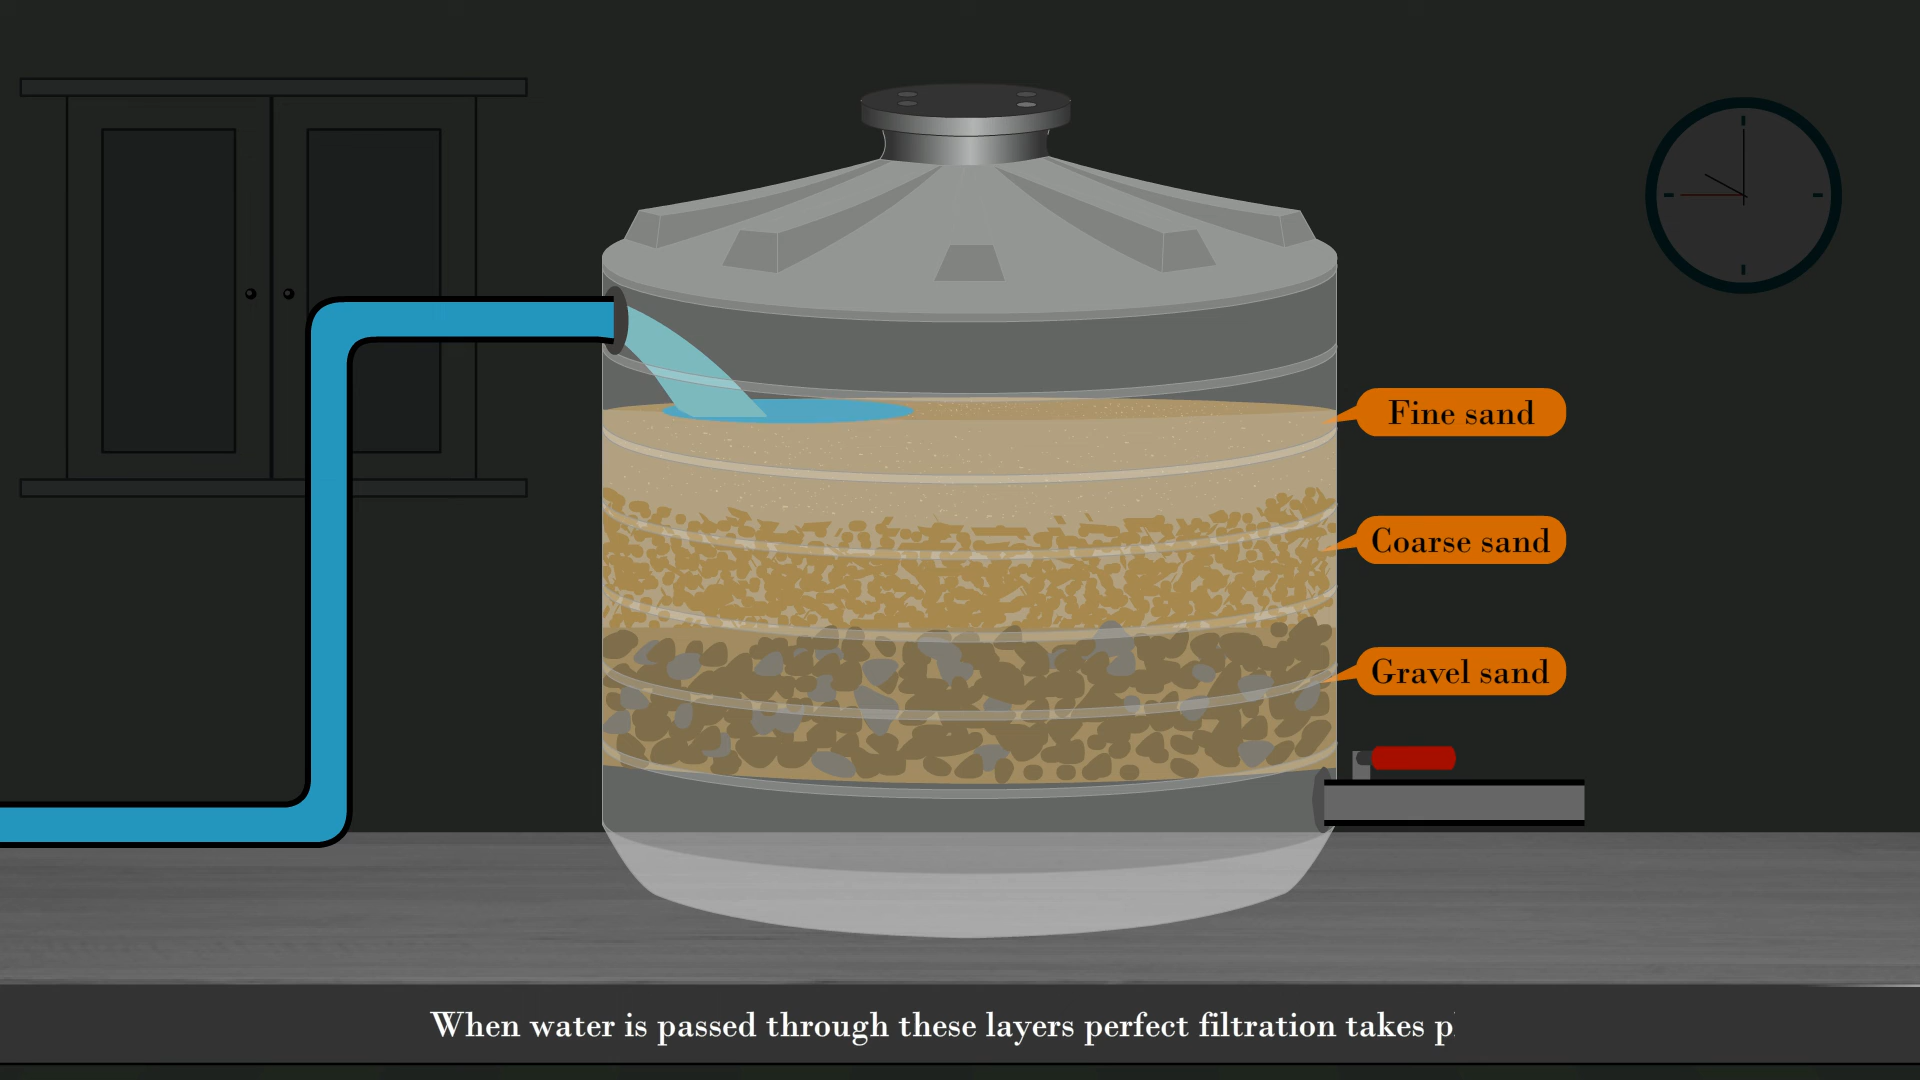 Fine sand
Coarse sand
Gravel sand
When water is passed through these layers perfect filtration takes p